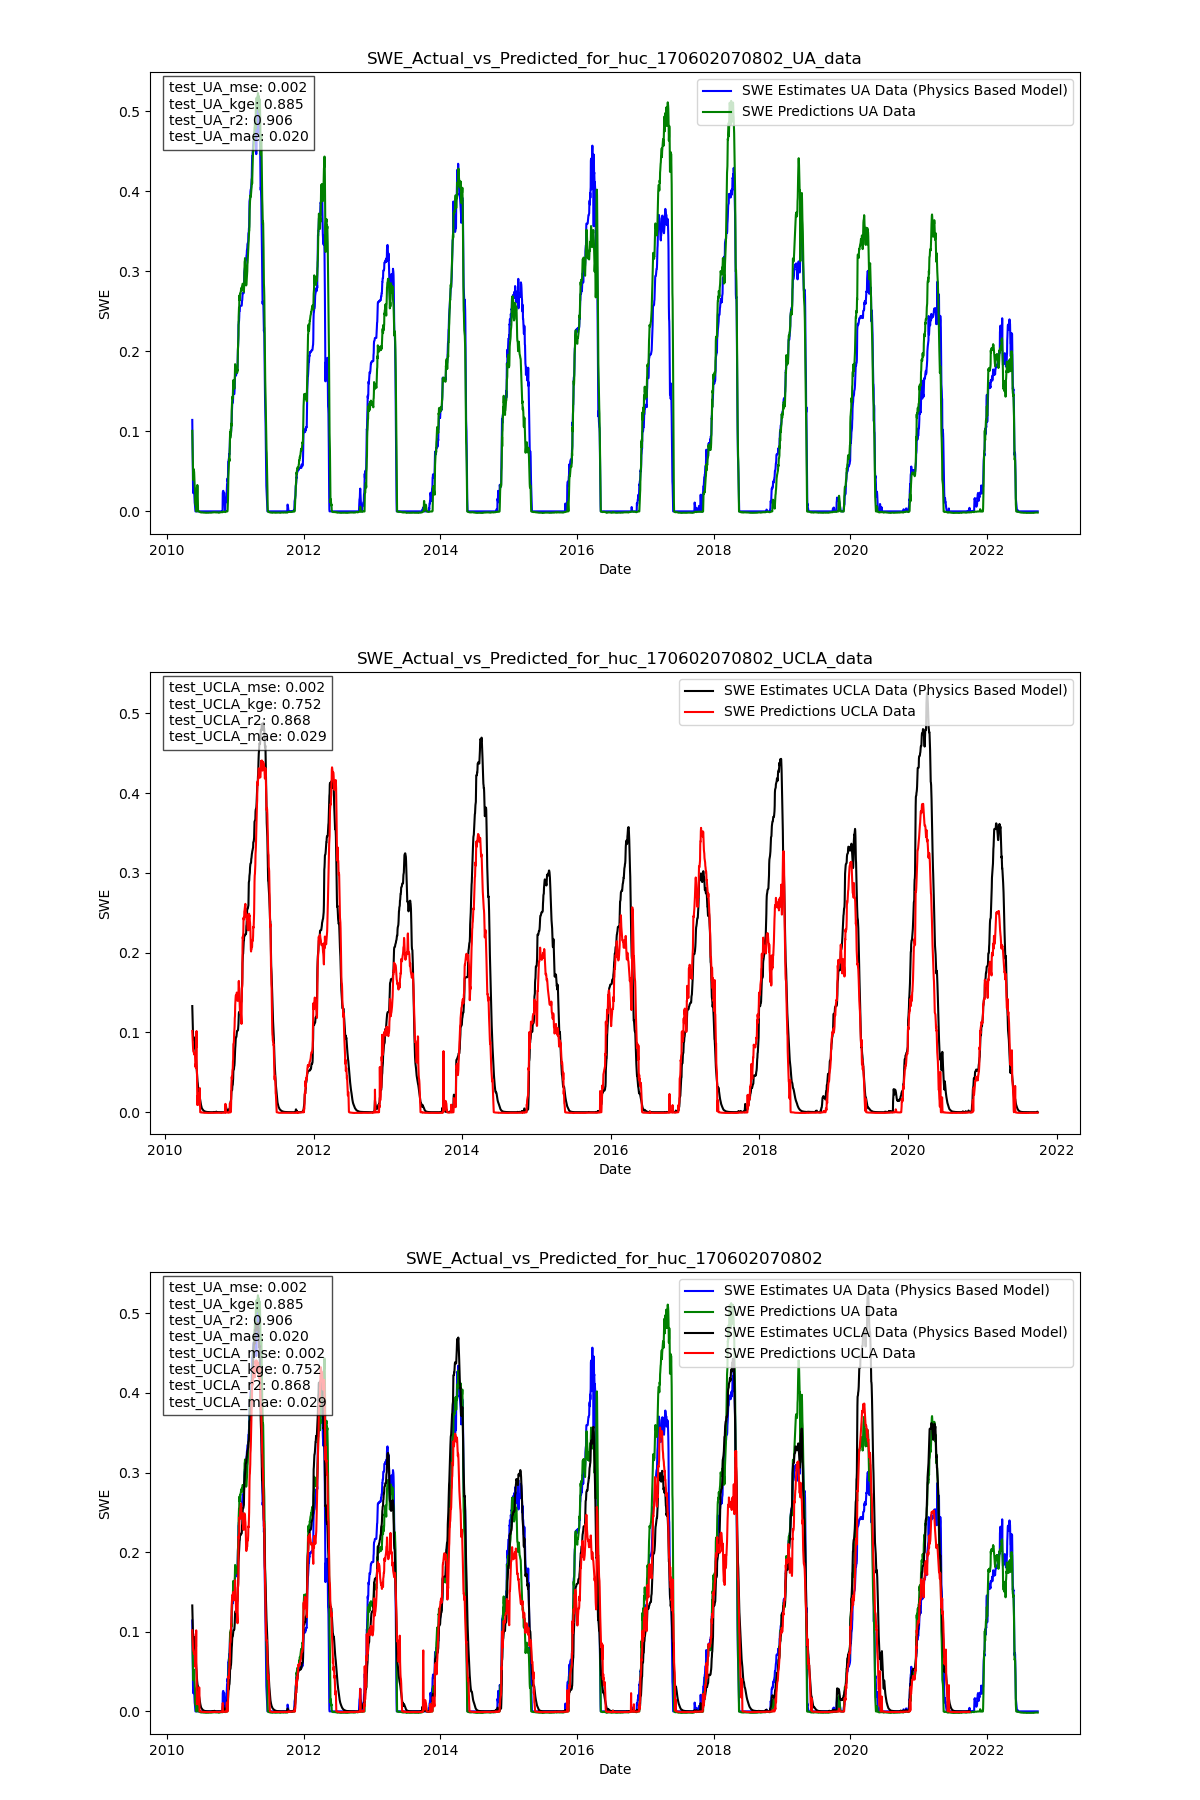 SWE_Actual_vs_Predicted_for_huc_170602070802_UA_data
test_UA_mse: 0.002
test_UA_kge: 0.885
test_UA_r2: 0.906
test_UA_mae: 0.020
SWE Estimates UA Data (Physics Based Model)
SWE Predictions UA Data
0.5
0.4
0.3
0.2
0.1
0.0
SWE
2010 2012 2014 2016 2018 2020 2022
Date
SWE_Actual_vs_Predicted_for_huc_170602070802_UCLA_data
test_UCLA_mse: 0.002
test_UCLA_kge: 0.752
test_UCLA_r2: 0.868
test_UCLA_mae: 0.029
SWE Estimates UCLA Data (Physics Based Model)
SWE Predictions UCLA Data
0.5
0.4
0.3
0.2
0.1
0.0
SWE
2010 2012 2014 2016 2018 2020 2022
Date
SWE_Actual_vs_Predicted_for_huc_170602070802
test_UA_mse: 0.002
test_UA_kge: 0.885
test_UA_r2: 0.906
test_UA_mae: 0.020
test_UCLA_mse: 0.002
test_UCLA_kge: 0.752
test_UCLA_r2: 0.868
test_UCLA_mae: 0.029
SWE Estimates UA Data (Physics Based Model)
SWE Predictions UA Data
SWE Estimates UCLA Data (Physics Based Model)
SWE Predictions UCLA Data
0.5
0.4
0.3
0.2
0.1
0.0
SWE
2010 2012 2014 2016 2018 2020 2022
Date